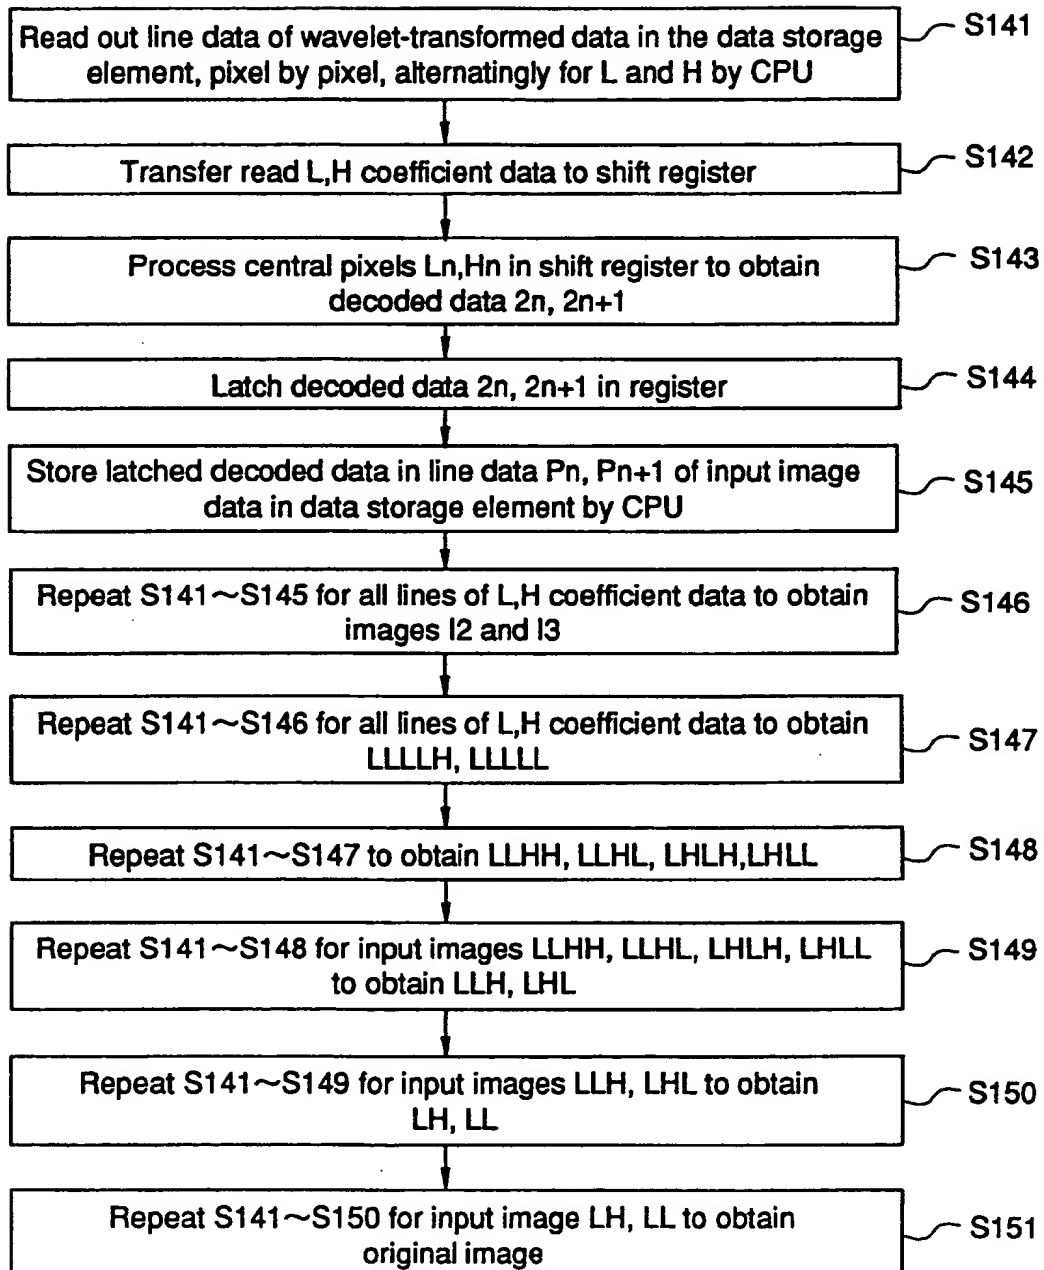 Read out line data of wavelet-transformed data in the data storage
element, pixel by pixel, alternatingly for L and H by CPU
S141
Transfer read L,H coefficient data to shift register
S142
Process central pixels Ln,Hn in shift register to obtain
decoded data 2n, 2n+1
S143
Latch decoded data 2n, 2n+1 in register
S144
Store latched decoded data in line data Pn, Pn+1 of input image
data in data storage element by CPU
S145
Repeat S141~S145 for all lines of L,H coefficient data to obtain
images I2 and I3
S146
Repeat S141~S146 for all lines of L,H coefficient data to obtain
LLLLH, LLLLL
S147
Repeat S141~S147 to obtain LLHH, LLHL, LHLH,LHLL
S148
Repeat S141~S148 for input images LLHH, LLHL, LHLH, LHLL
to obtain LLH, LHL
S149
Repeat S141~S149 for input images LLH, LHL to obtain
LH, LL
S150
Repeat S141~S150 for input image LH, LL to obtain
original image
S151